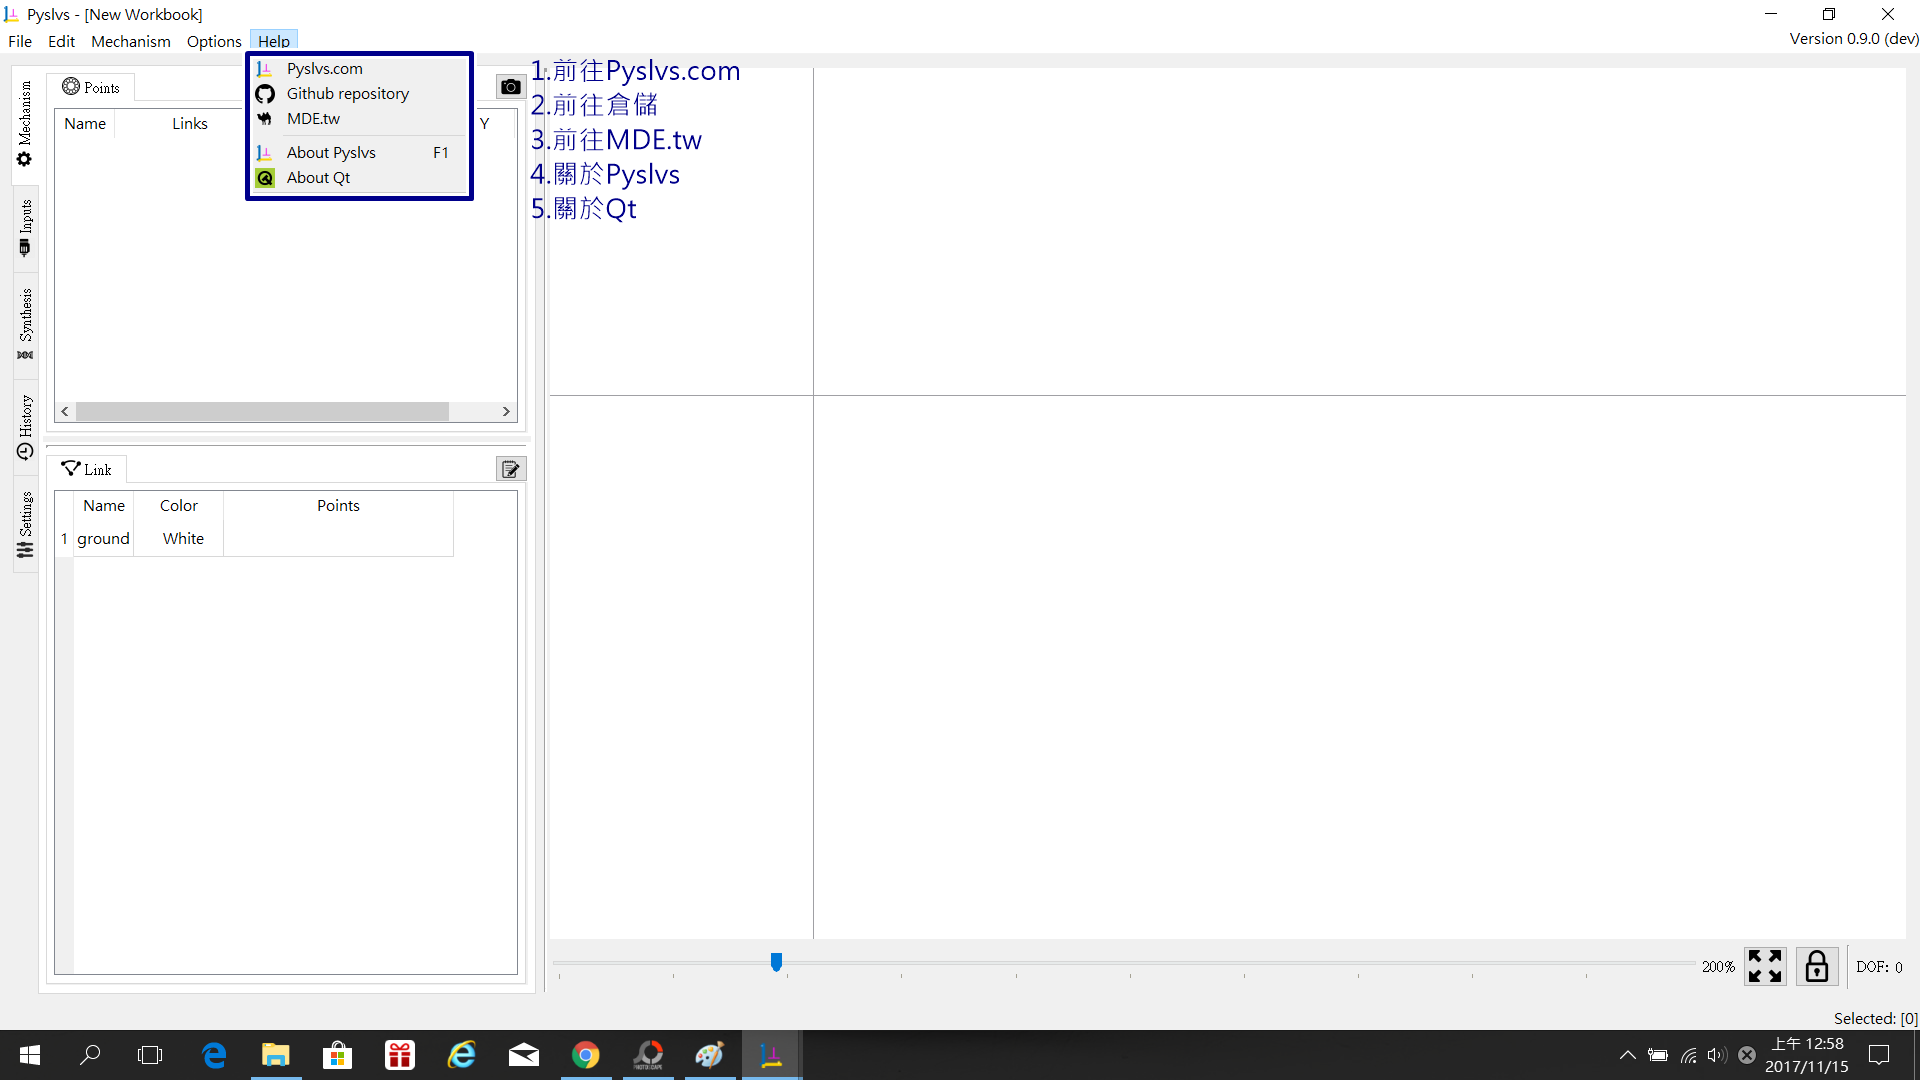 Pyslvs - [New Workbook]
File Edit Mechanism Options Help
Version 0.9.0 (dev)
Pyslvs.com
Github repository
MDE.tw
About Pyslvs F1
About Qt
1.前往Pyslvs.com
2.前往倉儲
3.前往MDE.tw
4.關於Pyslvs
5.關於Qt
Mechanism
Inputs
Synthesis
History
Settings
Points
Name Links Y
Link
Name Color Points
1 ground White
200%
DOF: 0
Selected: [0]
PHOTOSCAPE
上午 12:58
2017/11/15